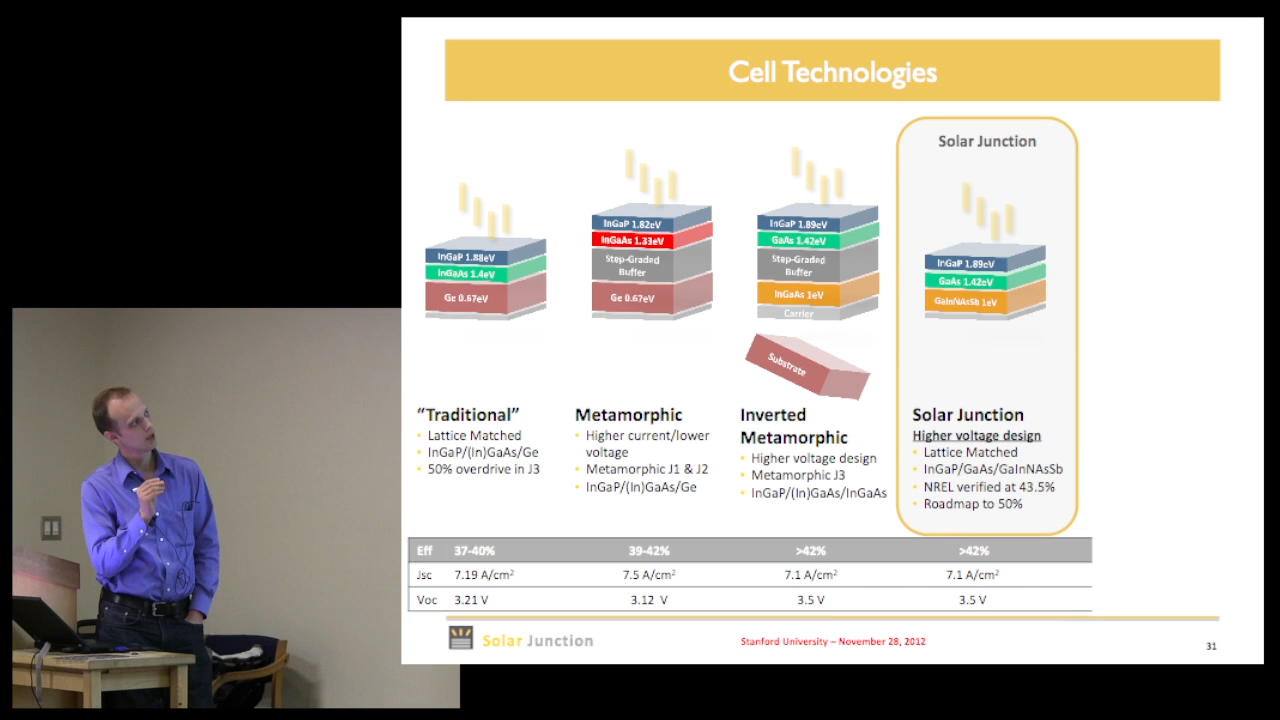 Cell Technologies
Solar Junction
InGaP 1.88eV
InGaAs 1.4eV
Ge 0.67eV
InGaP 1.82eV
InGaAs 1.33eV
Step-Graded
Buffer
Ge 0.67eV
InGaP 1.89eV
GaAs 1.42eV
Step-Graded
Buffer
InGaAs 1eV
Carrier
Substrate
InGaP 1.89eV
GaAs 1.42eV
GaInNAsSb 1eV
“Traditional”
• Lattice Matched
• InGaP/(In)GaAs/Ge
• 50% overdrive in J3
Metamorphic
• Higher current/lower
voltage
• Metamorphic J1 & J2
• InGaP/(In)GaAs/Ge
Inverted
Metamorphic
• Higher voltage design
• Metamorphic J3
• InGaP/(In)GaAs/InGaAs
Solar Junction
Higher voltage design
• Lattice Matched
• InGaP/GaAs/GaInNAsSb
• NREL verified at 43.5%
• Roadmap to 50%
Eff 37-40% 39-42% >42% >42%
Jsc 7.19 A/cm² 7.5 A/cm² 7.1 A/cm² 7.1 A/cm²
Voc 3.21 V 3.12 V 3.5 V 3.5 V
Solar Junction
Stanford University – November 28, 2012
31